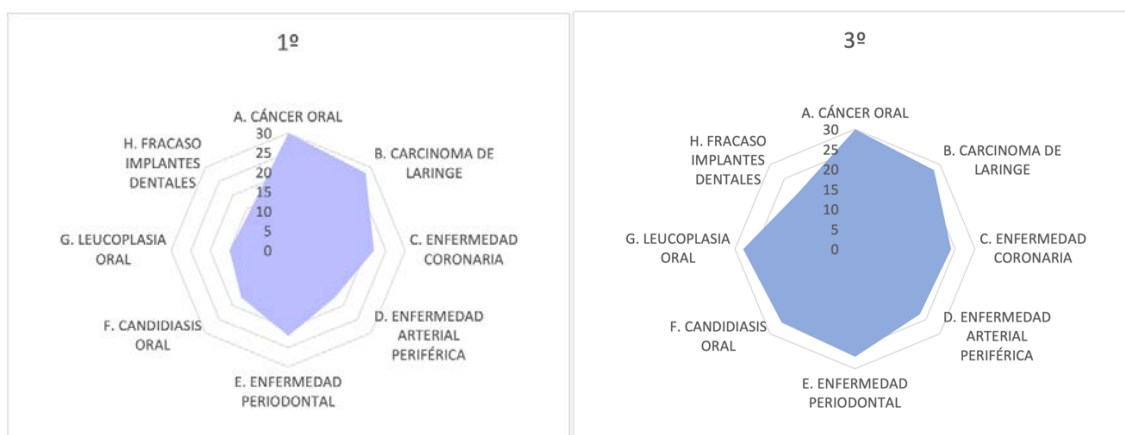 1º
A. CÁNCER ORAL
30
25
20
15
10
5
0
B. CARCINOMA DE
LARINGE
C. ENFERMEDAD
CORONARIA
D. ENFERMEDAD
ARTERIAL
PERIFÉRICA
E. ENFERMEDAD
PERIODONTAL
F. CANDIDIASIS
ORAL
G. LEUCOPLASIA
ORAL
H. FRACASO
IMPLANTES
DENTALES
3º
A. CÁNCER ORAL
30
25
20
15
10
5
0
B. CARCINOMA DE
LARINGE
C. ENFERMEDAD
CORONARIA
D. ENFERMEDAD
ARTERIAL
PERIFÉRICA
E. ENFERMEDAD
PERIODONTAL
F. CANDIDIASIS
ORAL
G. LEUCOPLASIA
ORAL
H. FRACASO
IMPLANTES
DENTALES